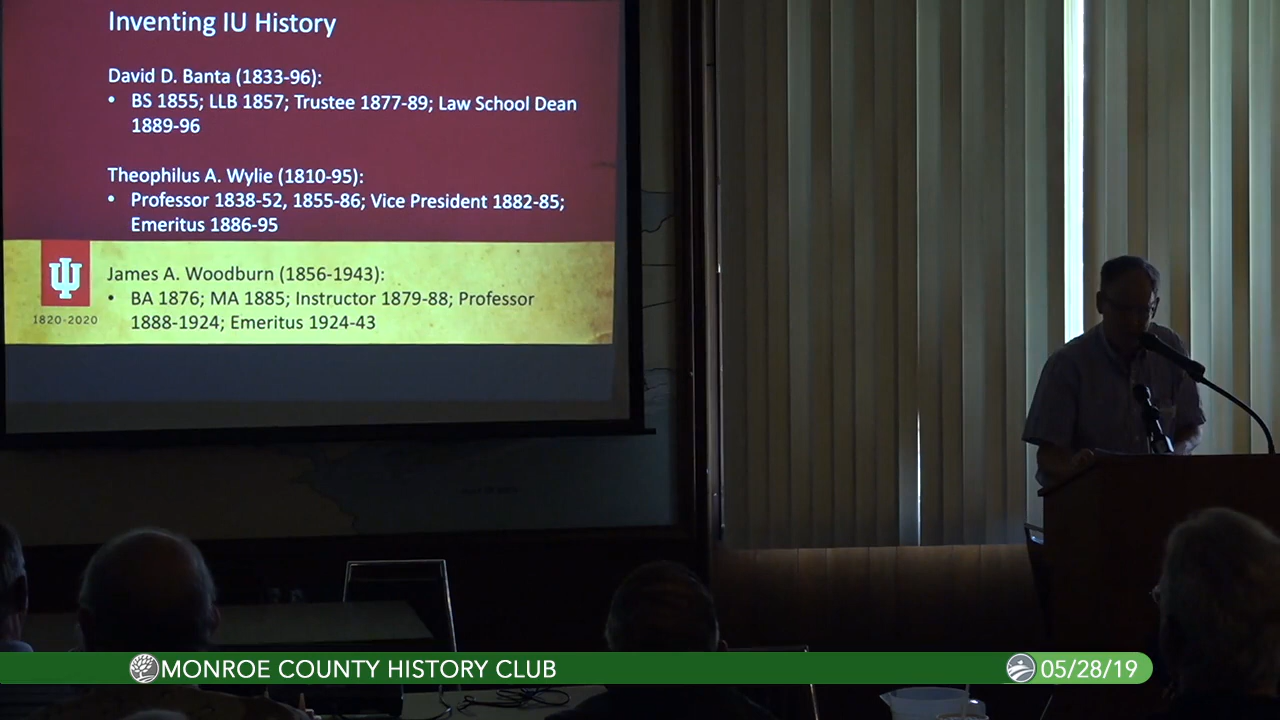 Inventing IU History
David D. Banta (1833-96):
• BS 1855; LLB 1857; Trustee 1877-89; Law School Dean
1889-96
Theophilus A. Wylie (1810-95):
• Professor 1838-52, 1855-86; Vice President 1882-85;
Emeritus 1886-95
James A. Woodburn (1856-1943):
• BA 1876; MA 1885; Instructor 1879-88; Professor
1888-1924; Emeritus 1924-43
1820-2020
MONROE COUNTY HISTORY CLUB
05/28/19